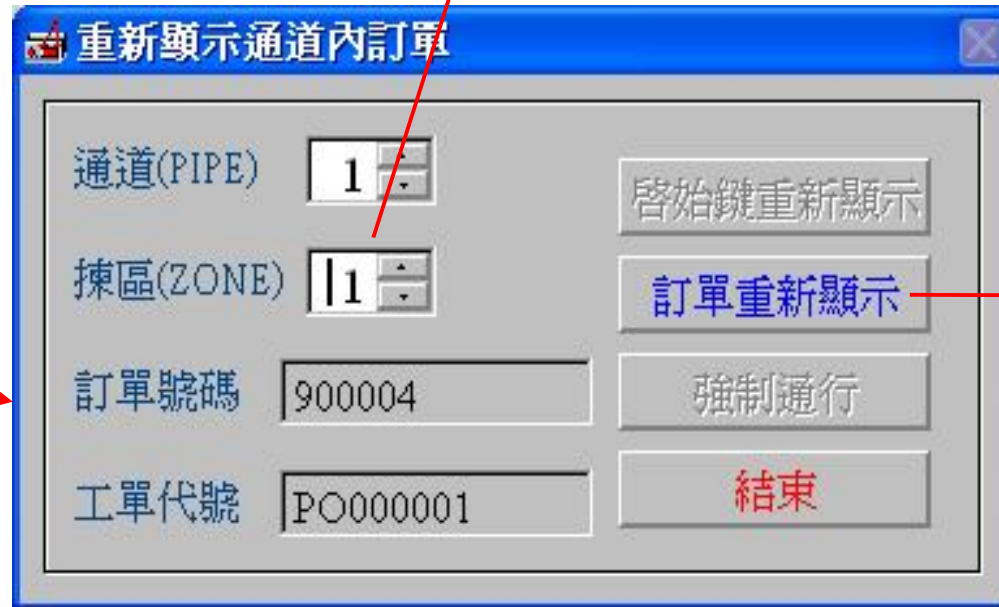 重新顯示通道內訂單
通道(PIPE) 1
揀區(ZONE) 1
訂單號碼 900004
工單代號 PO000001
啓始鍵重新顯示
訂單重新顯示
強制通行
結束